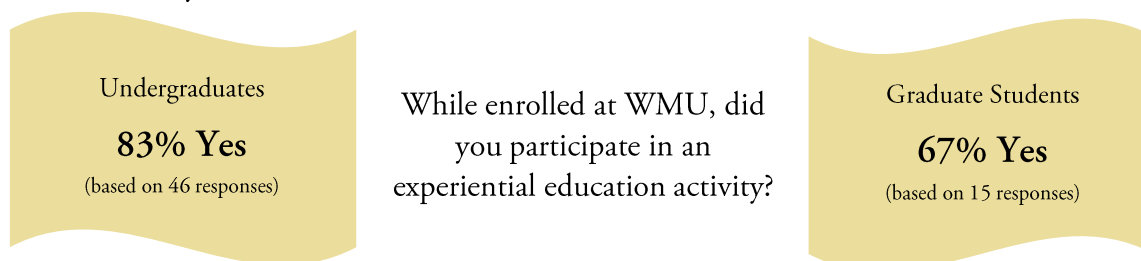 Undergraduates
83% Yes
(based on 46 responses)
While enrolled at WMU, did
you participate in an
experiential education activity?
Graduate Students
67% Yes
(based on 15 responses)